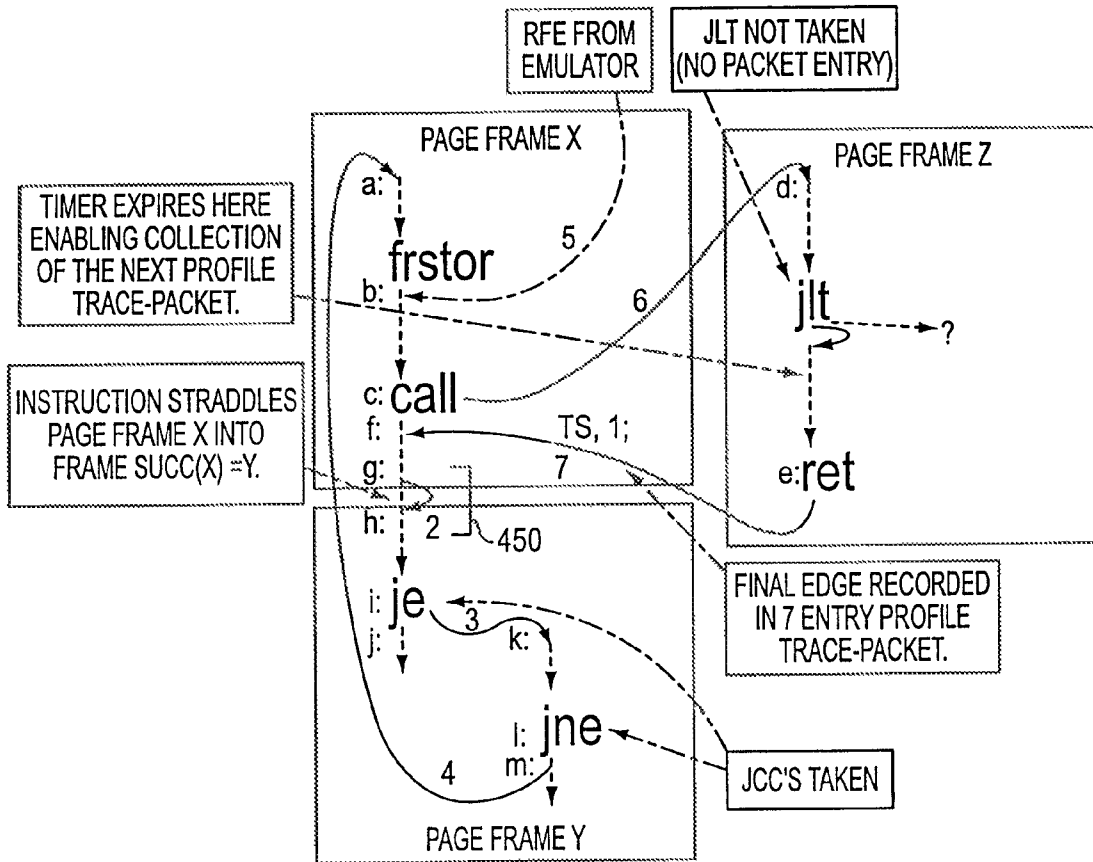 RFE FROM
EMULATOR
JLT NOT TAKEN
(NO PACKET ENTRY)
PAGE FRAME X
PAGE FRAME Z
a:
d:
TIMER EXPIRES HERE
ENABLING COLLECTION
OF THE NEXT PROFILE
TRACE-PACKET.
frstor
5
b:
6
jlt
?
INSTRUCTION STRADDLES
PAGE FRAME X INTO
FRAME SUCC(X) =Y.
c: call
f:
TS, 1;
7
g:
e: ret
h:
2
450
FINAL EDGE RECORDED
IN 7 ENTRY PROFILE
TRACE-PACKET.
i: je
3
j:
k:
l: jne
m:
4
JCC'S TAKEN
PAGE FRAME Y